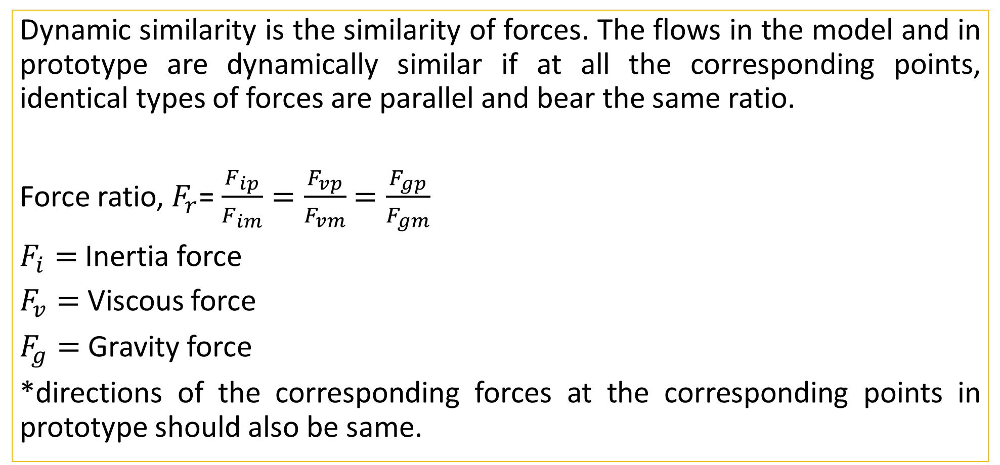 Dynamic similarity is the similarity of forces. The flows in the model and in
prototype are dynamically similar if at all the corresponding points,
identical types of forces are parallel and bear the same ratio.
Force ratio, $F_r = \frac{F_{ip}}{F_{im}} = \frac{F_{vp}}{F_{vm}} = \frac{F_{gp}}{F_{gm}}$
$F_i$ = Inertia force
$F_v$ = Viscous force
$F_g$ = Gravity force
*directions of the corresponding forces at the corresponding points in
prototype should also be same.